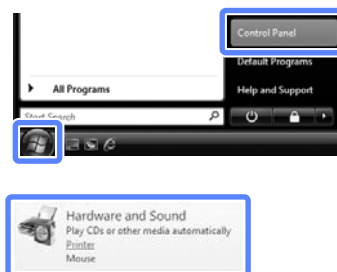 Control Panel
Default Programs
All Programs
Help and Support
Start Search
Hardware and Sound
Play CDs or other media automatically
Printer
Mouse